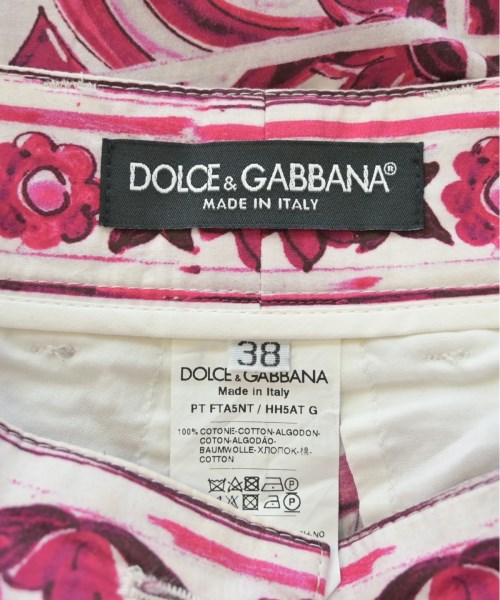 DOLCE & GABBANA®
MADE IN ITALY
38
DOLCE & GABBANA
Made in Italy
PT FTA5NT / HH5AT G
100% COTONE-COTTON-ALGODON-
COTON-ALGODÃO-
BAUMWOLLE-ХЛОПОК-棉-
COTTON